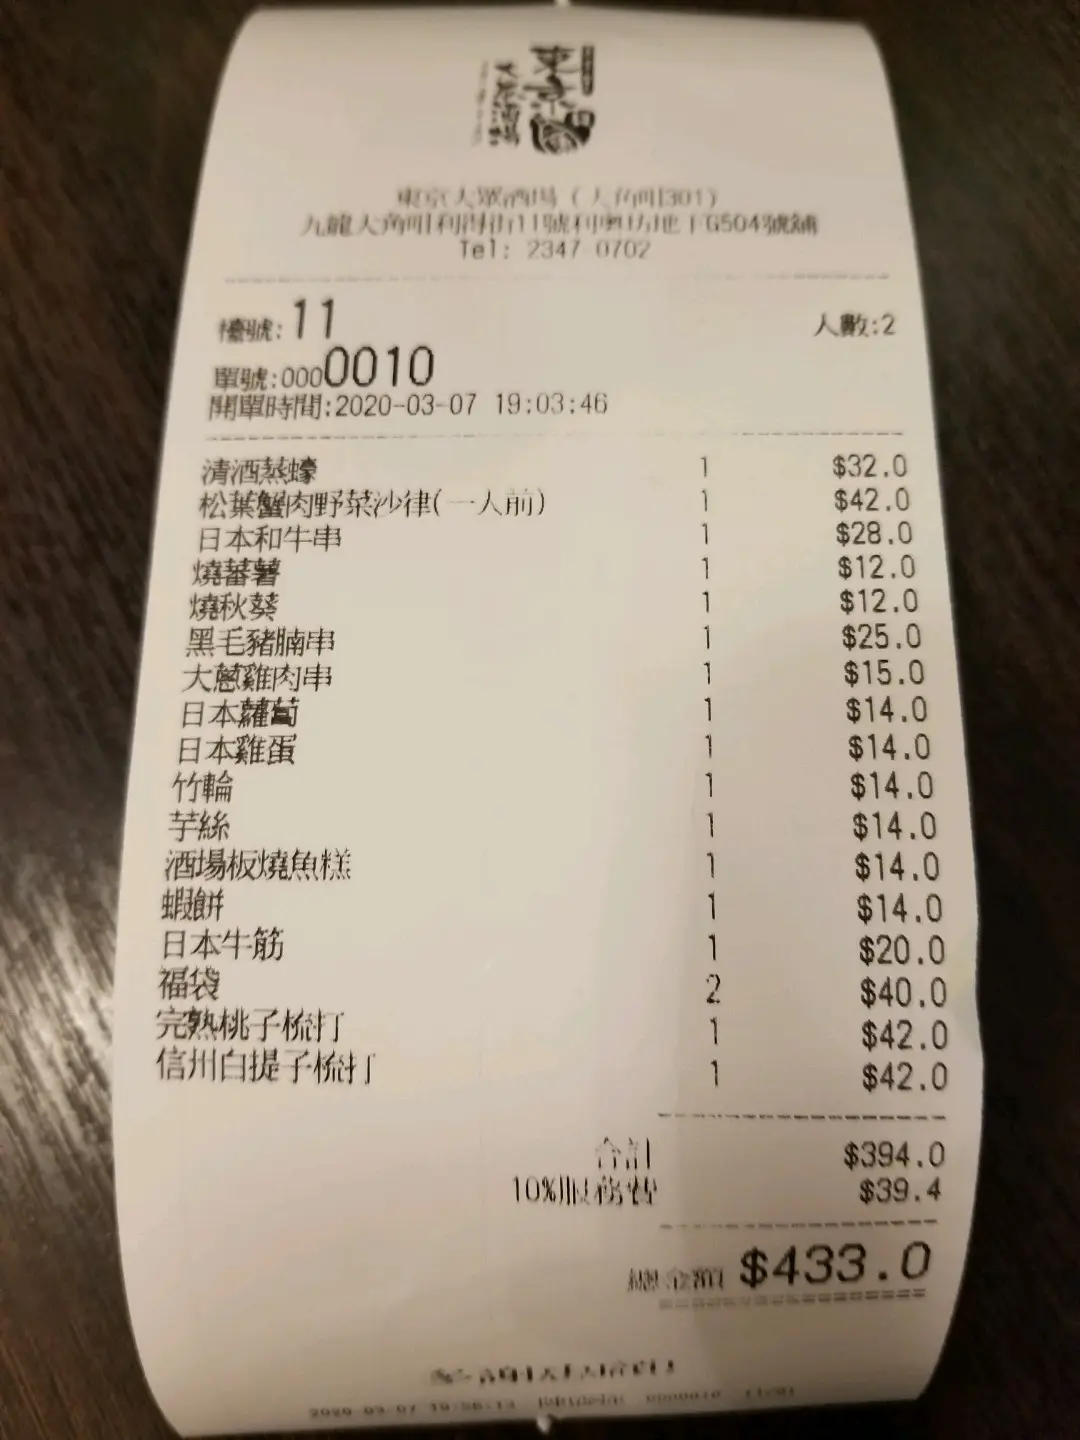 東京
東京大眾酒場（大角咀301）
九龍大角咀利得街11號利奧坊地下G504號舖
Tel: 2347 0702
檯號:11 人數:2
單號:0000010
開單時間:2020-03-07 19:03:46
清酒蒸蠔 1 $32.0
松葉蟹肉野菜沙律(一人前) 1 $42.0
日本和牛串 1 $28.0
燒蕃薯 1 $12.0
燒秋葵 1 $12.0
黑毛豬腩串 1 $25.0
大蔥雞肉串 1 $15.0
日本蘿蔔 1 $14.0
日本雞蛋 1 $14.0
竹輪 1 $14.0
芋絲 1 $14.0
酒場板燒魚糕 1 $14.0
蝦餅 1 $14.0
日本牛筋 1 $20.0
福袋 2 $40.0
完熟桃子梳打 1 $42.0
信州白提子梳打 1 $42.0
合計 $394.0
10%服務費 $39.4
總金額 $433.0